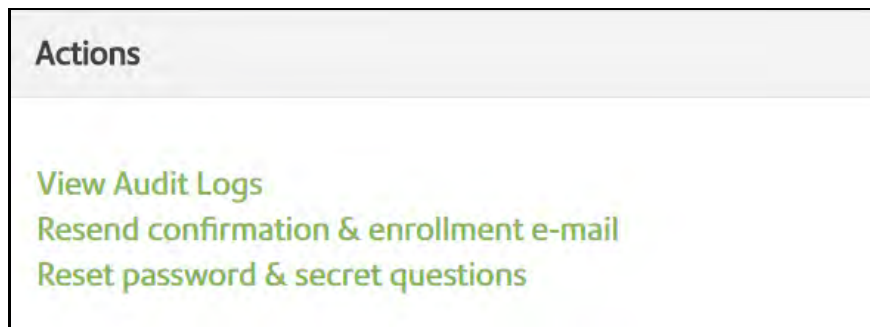 Actions
View Audit Logs
Resend confirmation & enrollment e-mail
Reset password & secret questions